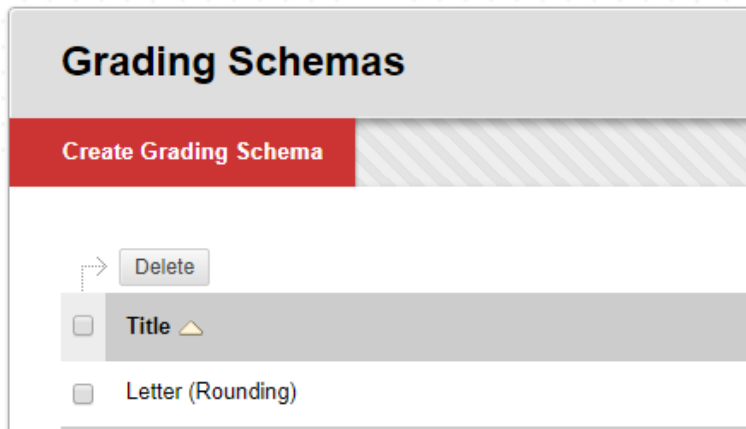 Grading Schemas
Create Grading Schema
Delete
Title
Letter (Rounding)